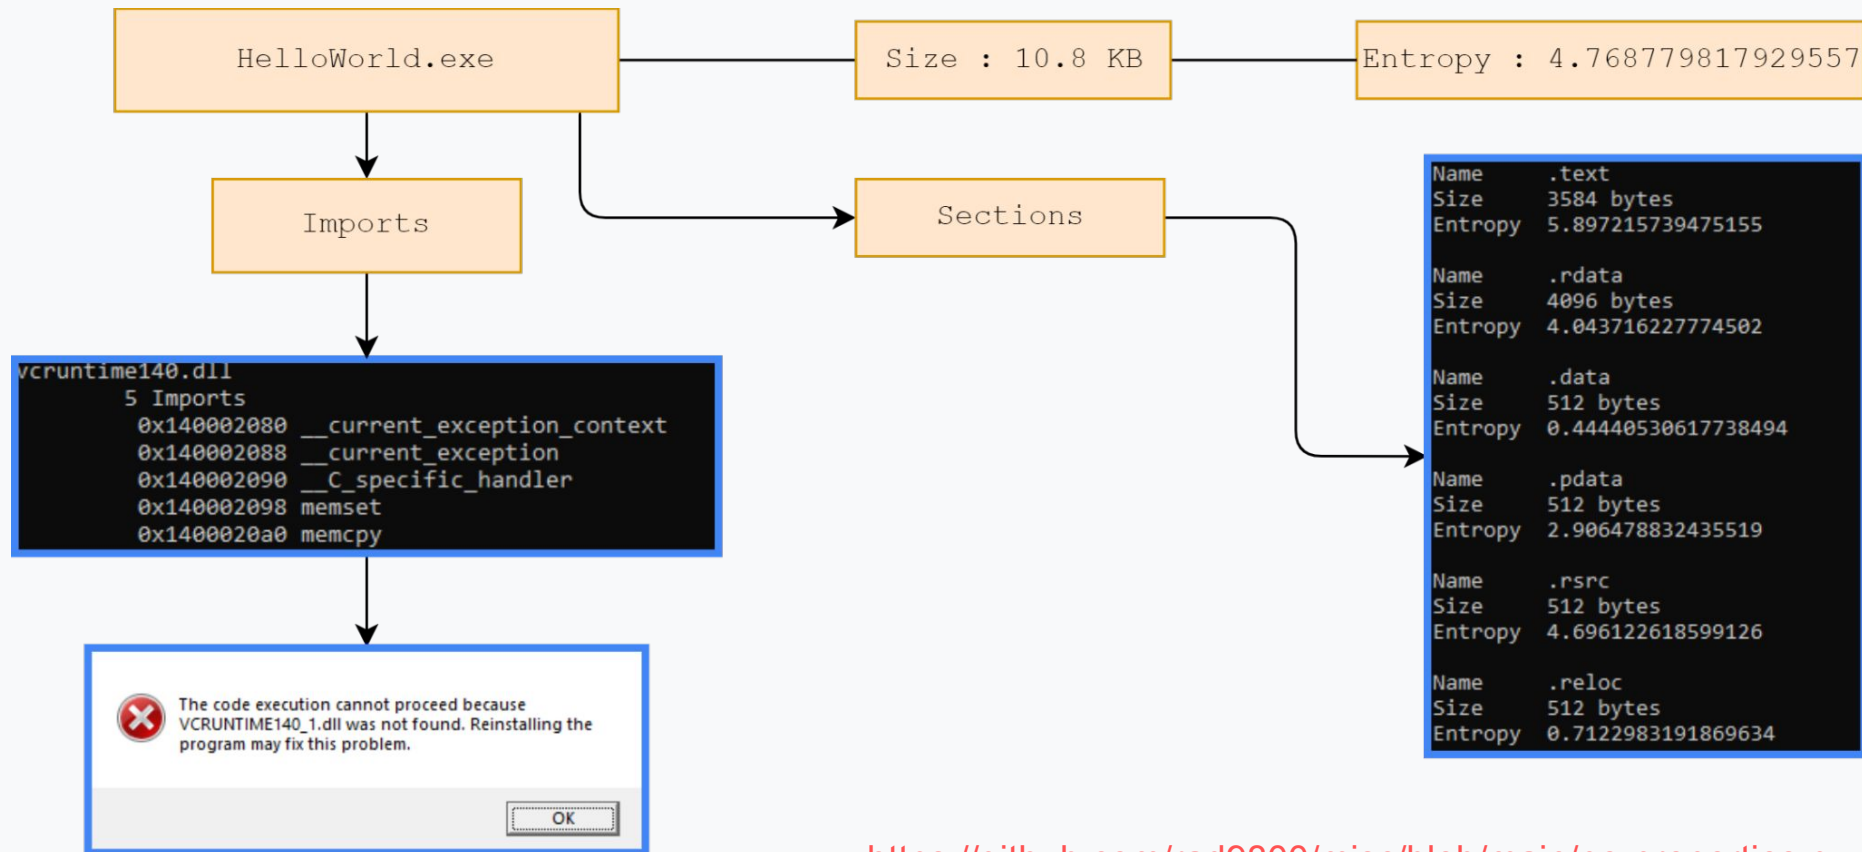 HelloWorld.exe
Size : 10.8 KB
Entropy : 4.768779817929557
Imports
Sections
vcruntime140.dll
5 Imports
0x140002080 __current_exception_context
0x140002088 __current_exception
0x140002090 __C_specific_handler
0x140002098 memset
0x1400020a0 memcpy
The code execution cannot proceed because
VCRUNTIME140_1.dll was not found. Reinstalling the
program may fix this problem.
OK
Name .text
Size 3584 bytes
Entropy 5.897215739475155
Name .rdata
Size 4096 bytes
Entropy 4.043716227774502
Name .data
Size 512 bytes
Entropy 0.44440530617738494
Name .pdata
Size 512 bytes
Entropy 2.906478832435519
Name .rsrc
Size 512 bytes
Entropy 4.696122618599126
Name .reloc
Size 512 bytes
Entropy 0.7122983191869634